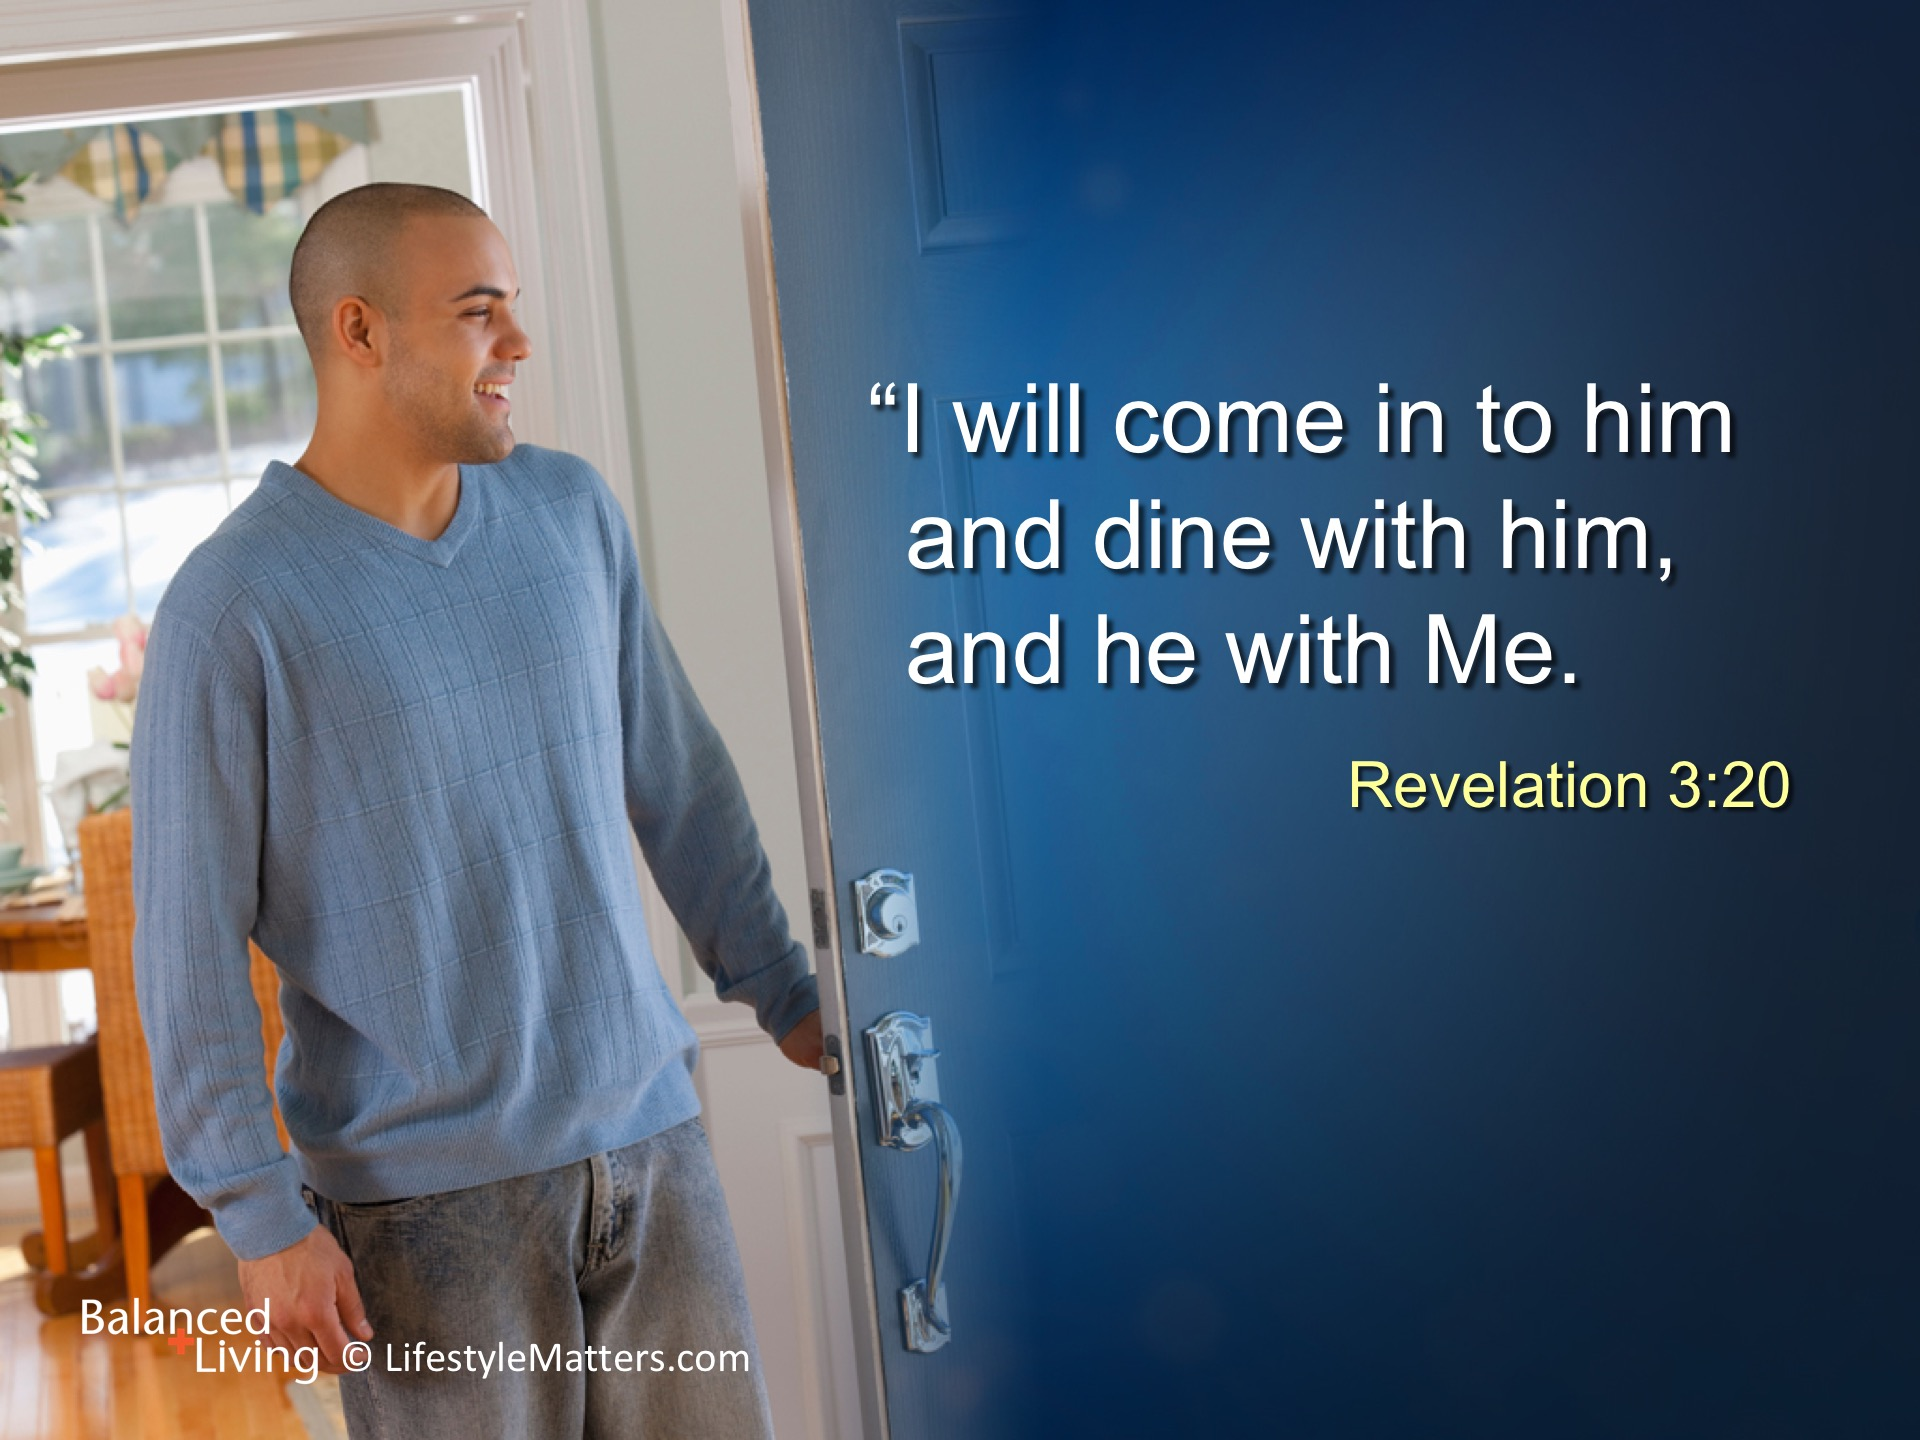 “I will come in to him
and dine with him,
and he with Me.
Revelation 3:20
Balanced
+Living © LifestyleMatters.com